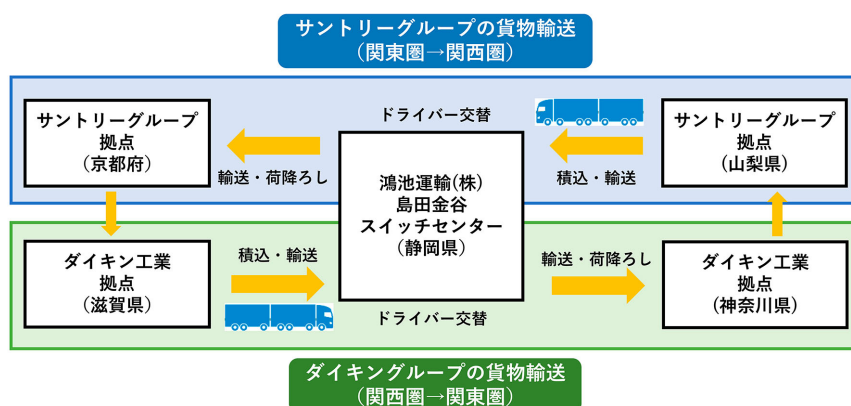 サントリーグループの貨物輸送
(関東圏→関西圏)
サントリーグループ
拠点
(京都府)
輸送・荷降ろし
ドライバー交替
積込・輸送
サントリーグループ
拠点
(山梨県)
鴻池運輸(株)
島田金谷
スイッチセンター
(静岡県)
ダイキン工業
拠点
(滋賀県)
積込・輸送
ドライバー交替
輸送・荷降ろし
ダイキン工業
拠点
(神奈川県)
ダイキングループの貨物輸送
(関西圏→関東圏)